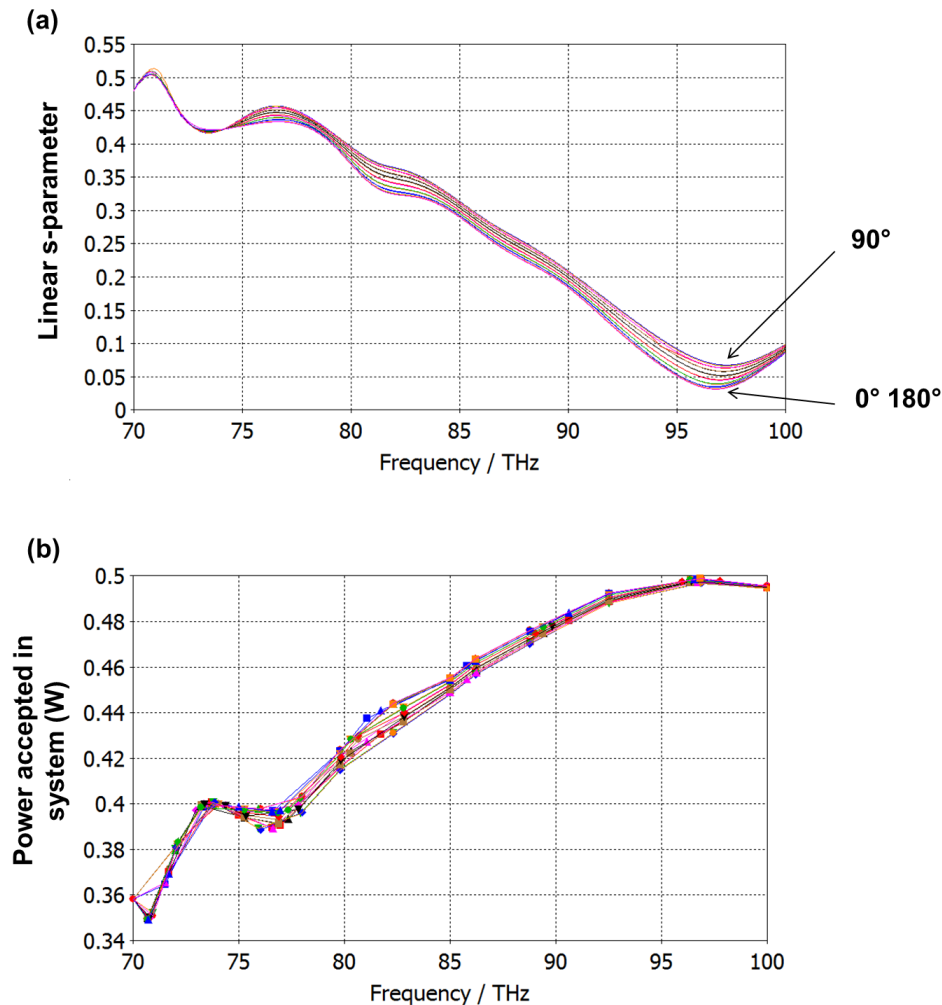 (a)
Linear s-parameter
0.55
0.5
0.45
0.4
0.35
0.3
0.25
0.2
0.15
0.1
0.05
0
70 75 80 85 90 95 100
Frequency / THz
90°
0° 180°
(b)
Power accepted in
system (W)
0.5
0.48
0.46
0.44
0.42
0.4
0.38
0.36
0.34
70 75 80 85 90 95 100
Frequency / THz